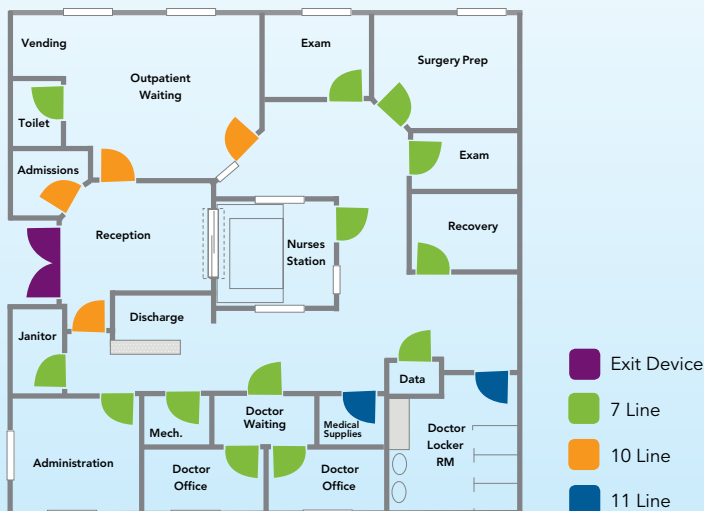 Vending
Exam
Surgery Prep
Outpatient
Waiting
Toilet
Exam
Admissions
Recovery
Reception
Nurses
Station
Discharge
Janitor
Data
Doctor
Waiting
Mech.
Medical
Supplies
Doctor
Locker
RM
Administration
Doctor
Office
Doctor
Office
Exit Device
7 Line
10 Line
11 Line